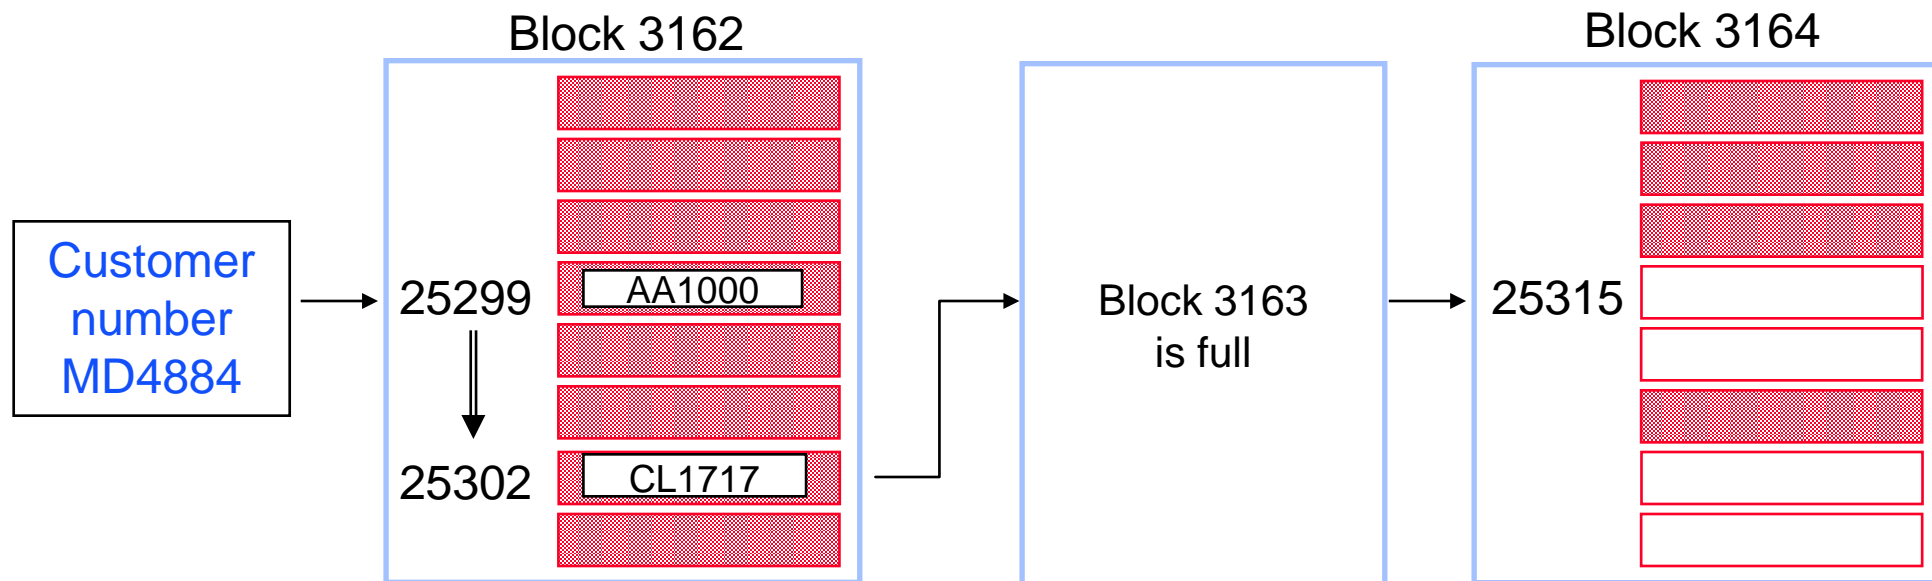 Block 3162
Block 3164
Customer
number
MD4884
25299
AA1000
25302
CL1717
Block 3163
is full
25315